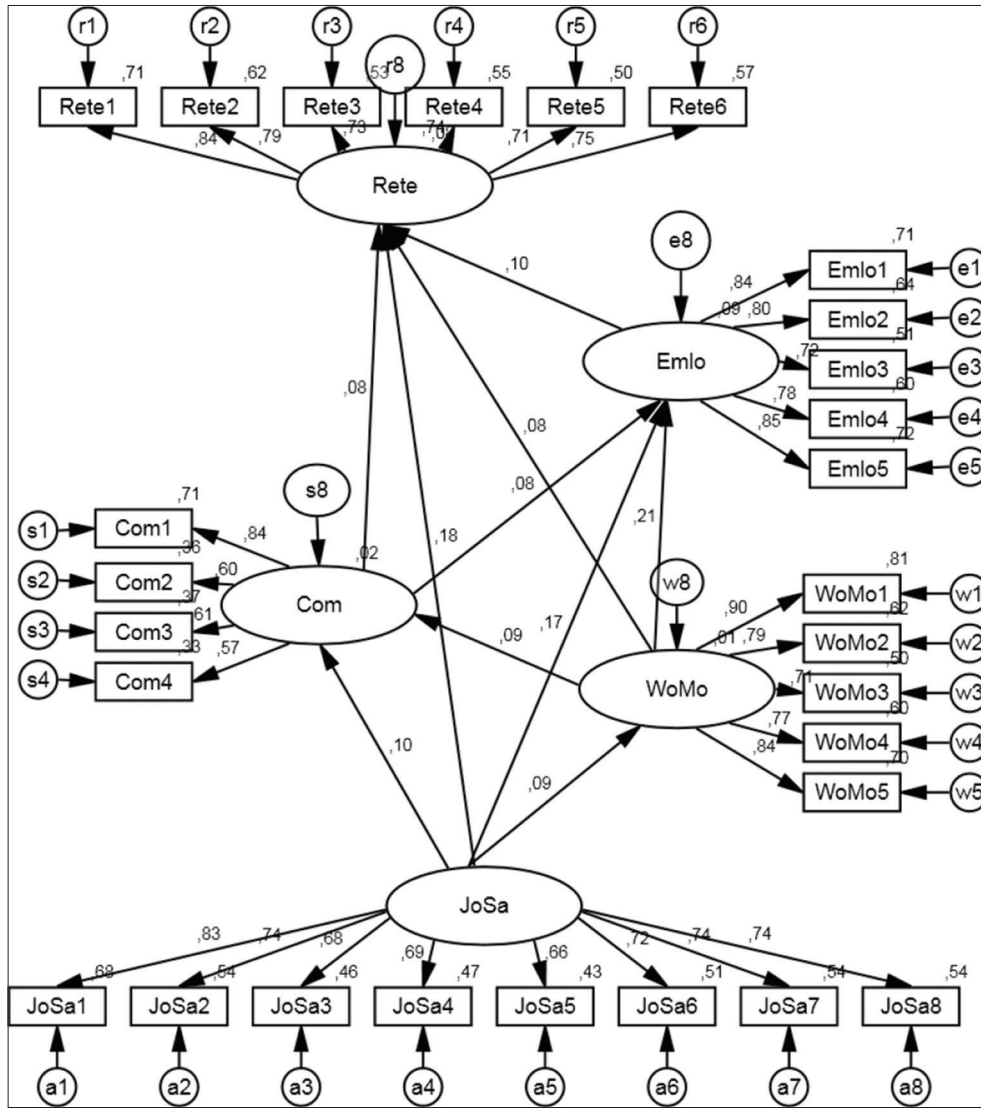 r1 r2 r3 r4 r5 r6
r8
,71 ,62 ,53 ,55 ,50 ,57
Rete1 Rete2 Rete3 Rete4 Rete5 Rete6
,84 ,79 ,73 ,74 ,71 ,75
Rete
e8
,10
,71
Emlo1 e1
,84
,64
,09 ,80 Emlo2 e2
,51
Emlo
,72 Emlo3 e3
,60
,78 Emlo4 e4
,72
,85 Emlo5 e5
,08 ,08 ,08
s8
,71
s1 Com1 ,84
,36
,18 ,21
s2 Com2 ,60 ,02
,37
Com
s3 Com3 ,61
,33
s4 Com4 ,57
,09 ,17
w8
,81
,90 WoMo1 w1
,62
,01 ,79 WoMo2 w2
,50
WoMo
,71 WoMo3 w3
,60
,77 WoMo4 w4
,70
,84 WoMo5 w5
,10 ,09
JoSa
,83 ,74 ,68 ,69 ,66 ,72 ,74 ,74
,68 ,54 ,46 ,47 ,43 ,51 ,54 ,54
JoSa1 JoSa2 JoSa3 JoSa4 JoSa5 JoSa6 JoSa7 JoSa8
a1 a2 a3 a4 a5 a6 a7 a8